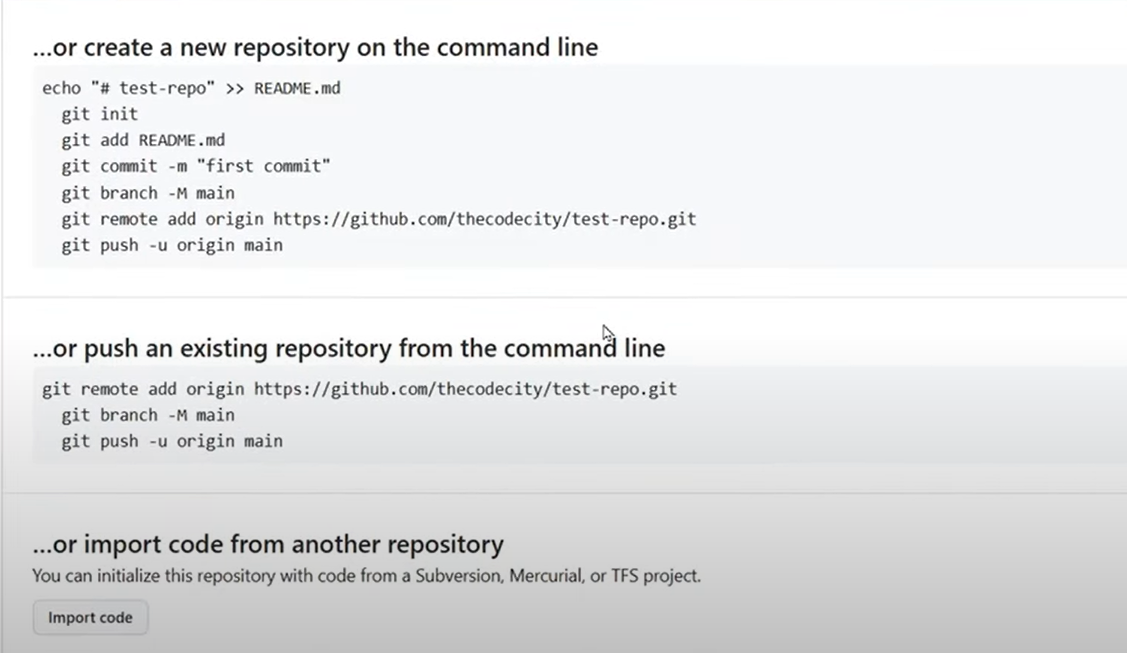 ...or create a new repository on the command line
echo "# test-repo" >> README.md
git init
git add README.md
git commit -m "first commit"
git branch -M main
git remote add origin https://github.com/thecodecity/test-repo.git
git push -u origin main
...or push an existing repository from the command line
git remote add origin https://github.com/thecodecity/test-repo.git
git branch -M main
git push -u origin main
...or import code from another repository
You can initialize this repository with code from a Subversion, Mercurial, or TFS project.
Import code